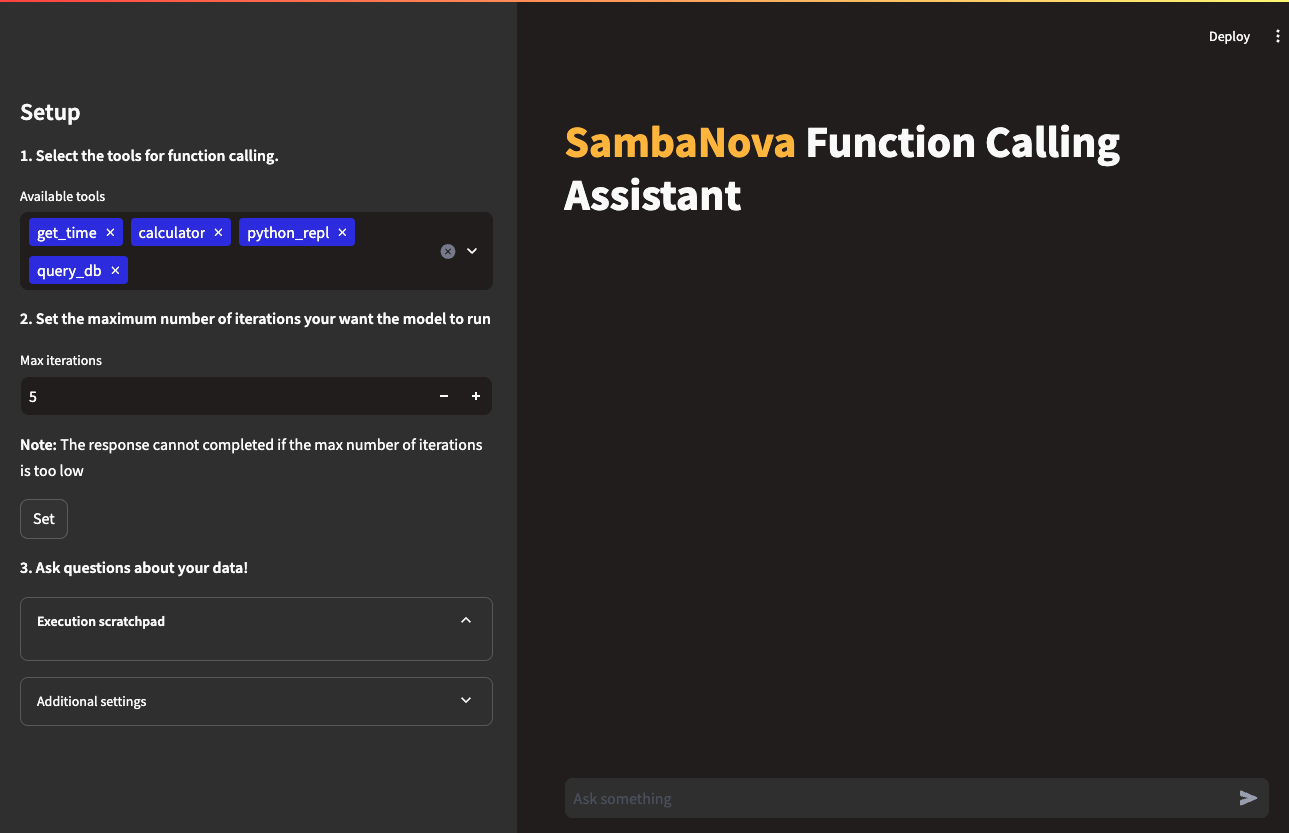 Deploy
Setup
1. Select the tools for function calling.
Available tools
get_time
calculator
python_repl
query_db
2. Set the maximum number of iterations your want the model to run
Max iterations
5
Note: The response cannot completed if the max number of iterations
is too low
Set
3. Ask questions about your data!
Execution scratchpad
Additional settings
SambaNova Function Calling
Assistant
Ask something